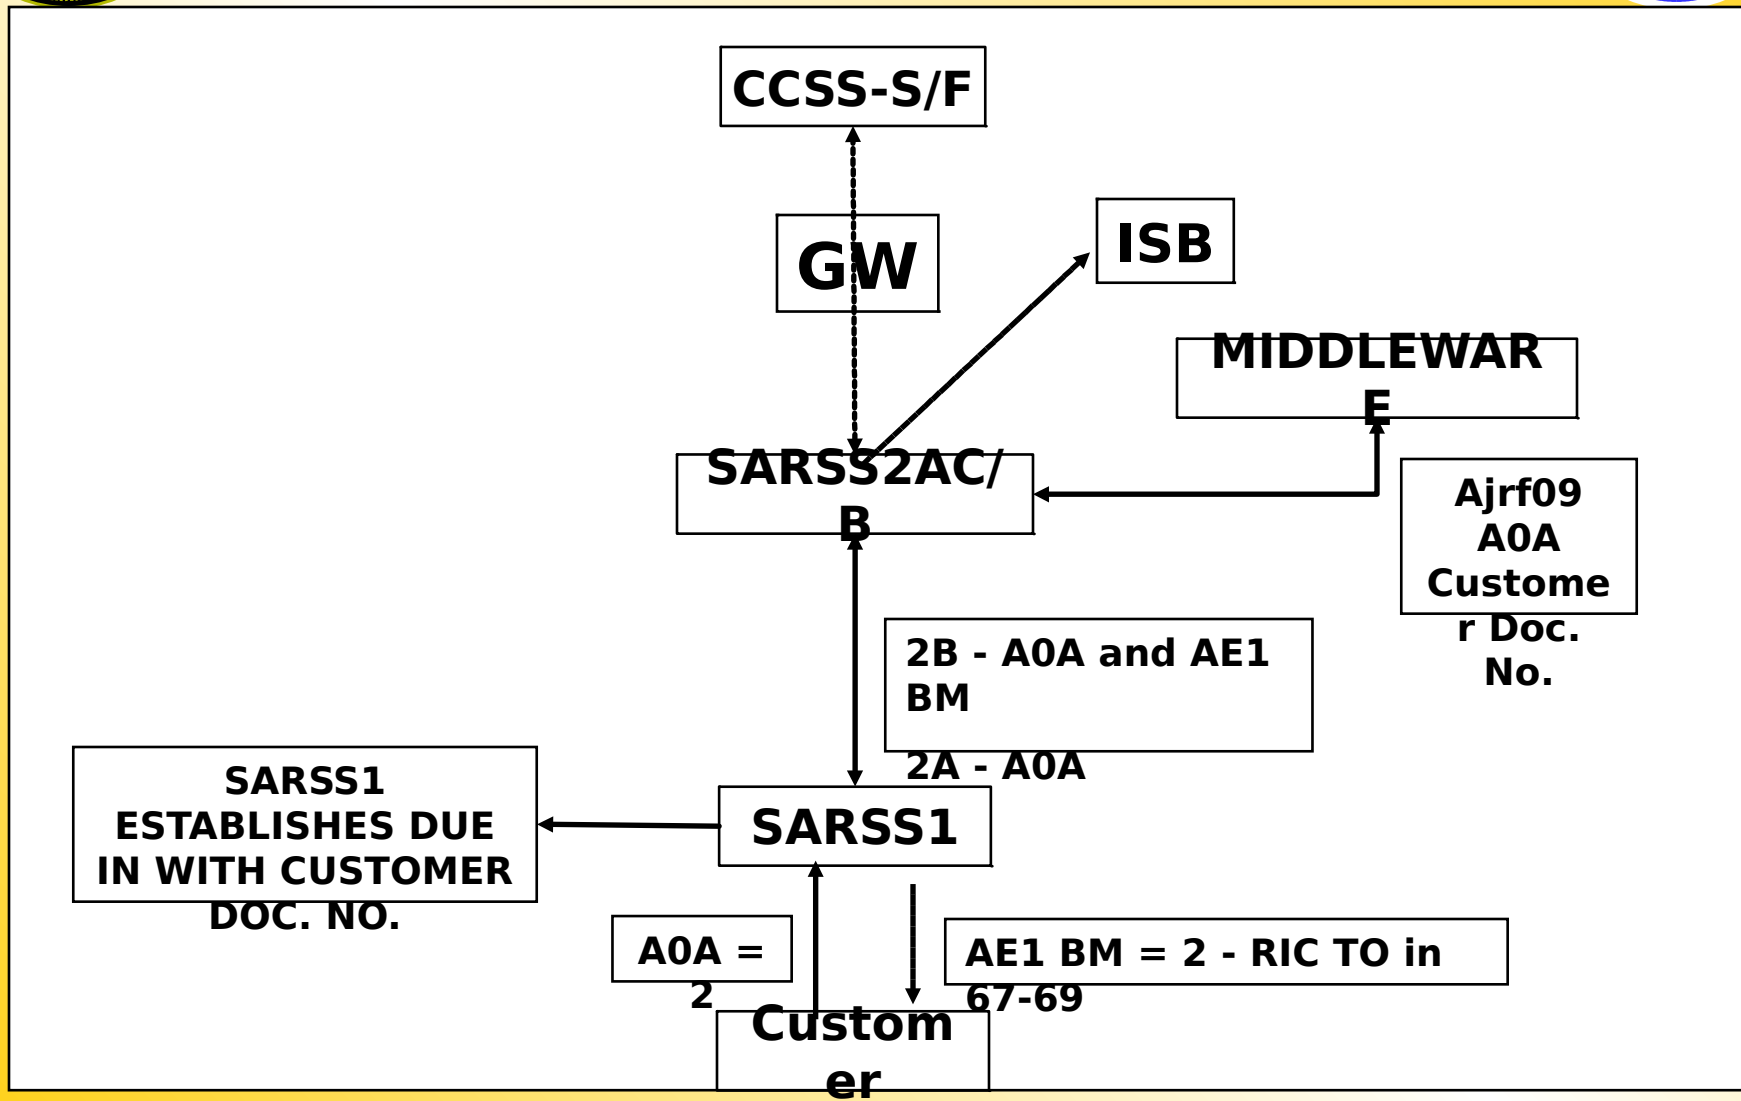 CCSS-S/F
GW
ISB
MIDDLEWAR
E
SARSS2AC/
B
Ajrf09
A0A
Custome
r Doc.
No.
2B - A0A and AE1
BM
2A - A0A
SARSS1
ESTABLISHES DUE
IN WITH CUSTOMER
DOC. NO.
SARSS1
A0A =
2
AE1 BM = 2 - RIC TO in
67-69
Custom
er